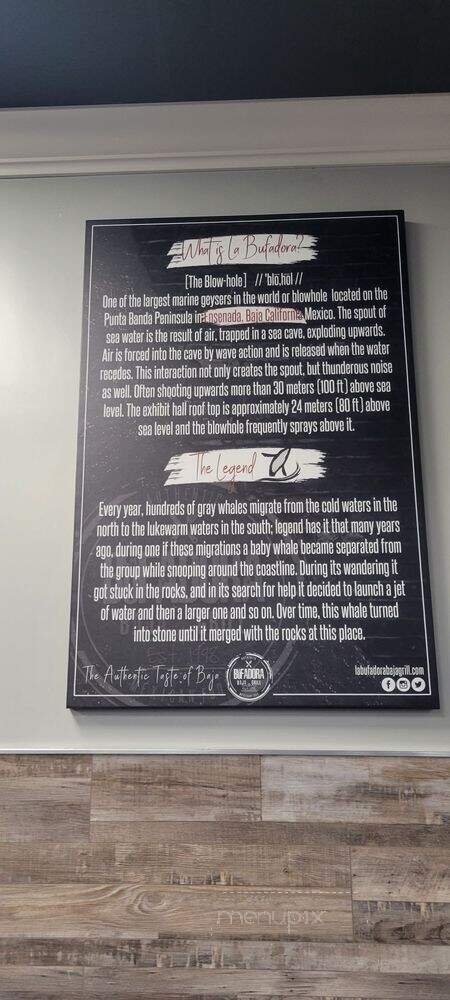 What is La Bufadora?
[The Blow-hole] // 'blō,hōl //
One of the largest marine geysers in the world or blowhole located on the
Punta Banda Peninsula in Ensenada, Baja California, Mexico. The spout of
sea water is the result of air, trapped in a sea cave, exploding upwards.
Air is forced into the cave by wave action and is released when the water
recedes. This interaction not only creates the spout, but thunderous noise
as well. Often shooting upwards more than 30 meters (100 ft) above sea
level. The exhibit hall roof top is approximately 24 meters (80 ft) above
sea level and the blowhole frequently sprays above it.
The Legend
Every year, hundreds of gray whales migrate from the cold waters in the
north to the lukewarm waters in the south; legend has it that many years
ago, during one if these migrations a baby whale became separated from
the group while snooping around the coastline. During its wandering it
got stuck in the rocks, and in its search for help it decided to launch a jet
of water and then a larger one and so on. Over time, this whale turned
into stone until it merged with the rocks at this place.
The Authentic Taste of Baja
BUFADORA
BAJA GRILL
labufadorabajagrill.com
menupix